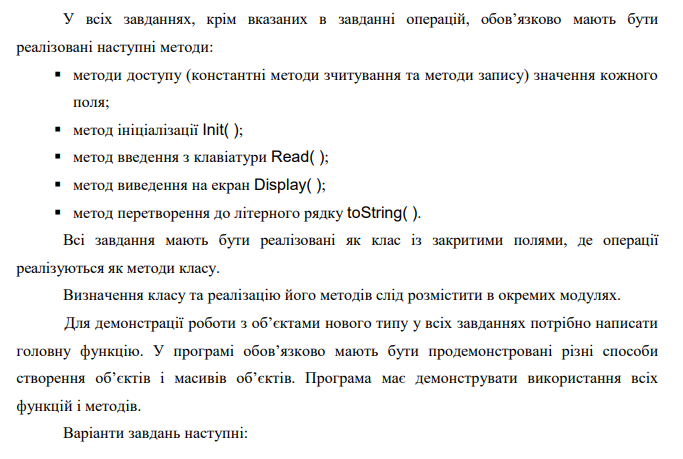 У всіх завданнях, крім вказаних в завданні операцій, обов’язково мають бути
реалізовані наступні методи:
▪ методи доступу (константні методи зчитування та методи запису) значення кожного
поля;
▪ метод ініціалізації Init( );
▪ метод введення з клавіатури Read( );
▪ метод виведення на екран Display( );
▪ метод перетворення до літерного рядку toString( ).
Всі завдання мають бути реалізовані як клас із закритими полями, де операції
реалізуються як методи класу.
Визначення класу та реалізацію його методів слід розмістити в окремих модулях.
Для демонстрації роботи з об’єктами нового типу у всіх завданнях потрібно написати
головну функцію. У програмі обов’язково мають бути продемонстровані різні способи
створення об’єктів і масивів об’єктів. Програма має демонструвати використання всіх
функцій і методів.
Варіанти завдань наступні: